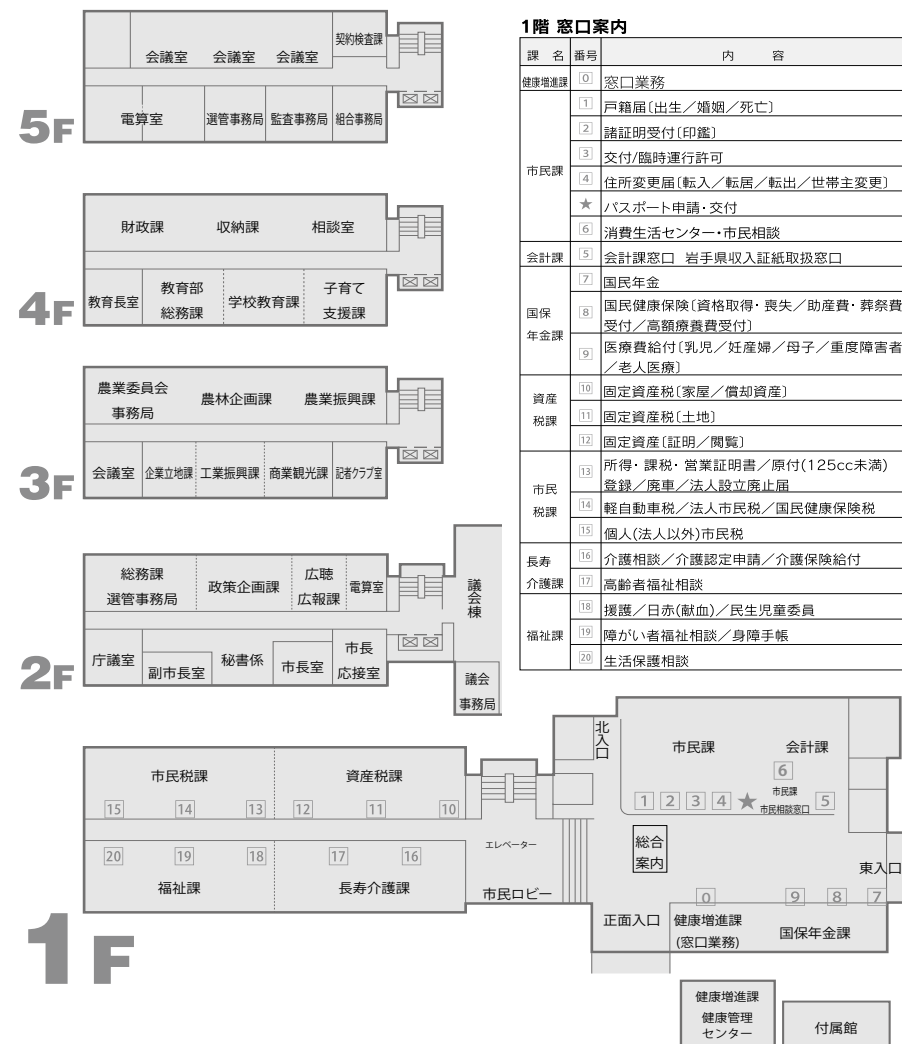 契約検査課
会議室 会議室 会議室
電算室 選管事務局 監査事務局 組合事務局
5F
財政課 収納課 相談室
教育長室 教育部 総務課 学校教育課 子育て 支援課
4F
農業委員会 事務局 農林企画課 農業振興課
会議室 企業立地課 工業振興課 商業観光課 記者クラブ室
3F
総務課 選管事務局 政策企画課 広聴 広報課 電算室
議会棟
庁議室 副市長室 秘書係 市長室 市長 応接室
議会 事務局
2F
1階 窓口案内
課 名 番号 内 容
健康増進課 0 窓口業務
市民課
1 戸籍届〔出生／婚姻／死亡〕
2 諸証明受付〔印鑑〕
3 交付/臨時運行許可
4 住所変更届〔転入／転居／転出／世帯主変更〕
★ パスポート申請・交付
6 消費生活センター・市民相談
会計課 5 会計課窓口 岩手県収入証紙取扱窓口
国保
年金課
7 国民年金
8 国民健康保険〔資格取得・喪失／助産費・葬祭費
受付／高額療養費受付〕
9 医療費給付〔乳児／妊産婦／母子／重度障害者
／老人医療〕
資産
税課
10 固定資産税〔家屋／償却資産〕
11 固定資産税〔土地〕
12 固定資産〔証明／閲覧〕
市民
税課
13 所得・課税・営業証明書／原付(125cc未満)
登録／廃車／法人設立廃止届
14 軽自動車税／法人市民税／国民健康保険税
15 個人(法人以外)市民税
長寿
介護課
16 介護相談／介護認定申請／介護保険給付
17 高齢者福祉相談
福祉課
18 援護／日赤(献血)／民生児童委員
19 障がい者福祉相談／身障手帳
20 生活保護相談
北入口
市民課 会計課
6
市民課
市民相談窓口
1 2 3 4 ★ 5
市民税課 資産税課
15 14 13 12 11 10
エレベーター
総合
案内
20 19 18 17 16
福祉課 長寿介護課
市民ロビー
東入口
0 9 8 7
正面入口
健康増進課
(窓口業務)
国保年金課
1F
健康増進課
健康管理
センター
付属館